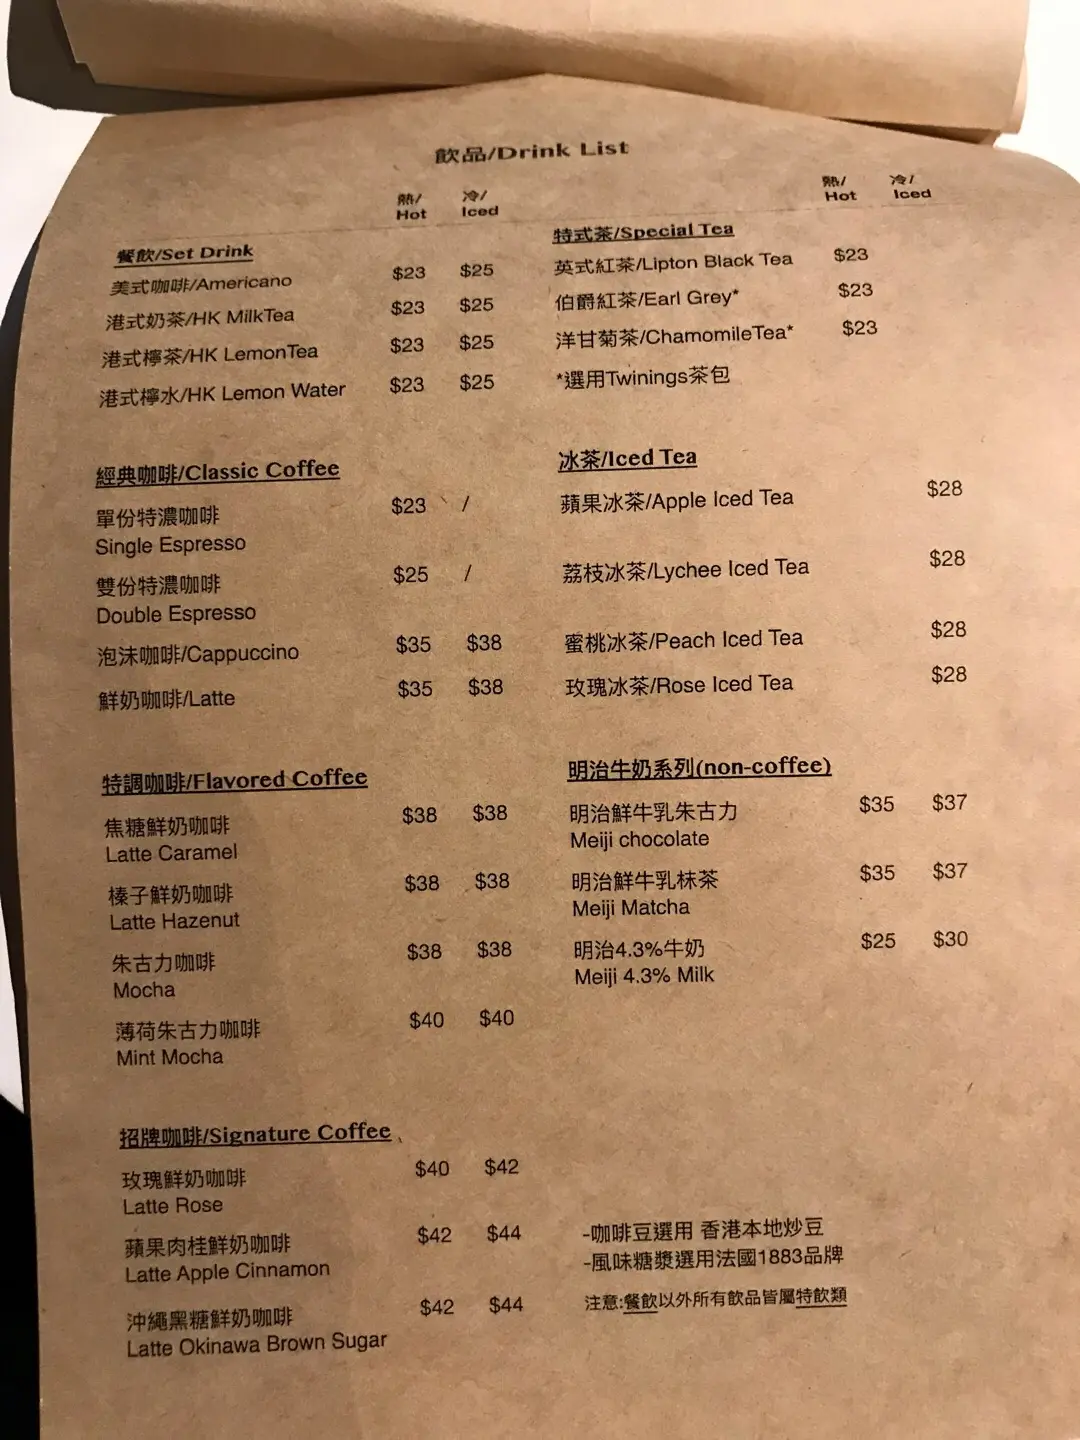 飲品/Drink List
熱/ 冷/
Hot Iced
餐飲/Set Drink
美式咖啡/Americano $23 $25
港式奶茶/HK MilkTea $23 $25
港式檸茶/HK LemonTea $23 $25
港式檸水/HK Lemon Water $23 $25
經典咖啡/Classic Coffee
單份特濃咖啡 $23 /
Single Espresso
雙份特濃咖啡 $25 /
Double Espresso
泡沫咖啡/Cappuccino $35 $38
鮮奶咖啡/Latte $35 $38
特調咖啡/Flavored Coffee
焦糖鮮奶咖啡 $38 $38
Latte Caramel
榛子鮮奶咖啡 $38 $38
Latte Hazenut
朱古力咖啡 $38 $38
Mocha
薄荷朱古力咖啡 $40 $40
Mint Mocha
招牌咖啡/Signature Coffee
玫瑰鮮奶咖啡 $40 $42
Latte Rose
蘋果肉桂鮮奶咖啡 $42 $44
Latte Apple Cinnamon
沖繩黑糖鮮奶咖啡 $42 $44
Latte Okinawa Brown Sugar
熱/ 冷/
Hot Iced
特式茶/Special Tea
英式紅茶/Lipton Black Tea $23
伯爵紅茶/Earl Grey* $23
洋甘菊茶/ChamomileTea* $23
*選用Twinings茶包
冰茶/Iced Tea
蘋果冰茶/Apple Iced Tea $28
荔枝冰茶/Lychee Iced Tea $28
蜜桃冰茶/Peach Iced Tea $28
玫瑰冰茶/Rose Iced Tea $28
明治牛奶系列(non-coffee)
明治鮮牛乳朱古力 $35 $37
Meiji chocolate
明治鮮牛乳抹茶 $35 $37
Meiji Matcha
明治4.3%牛奶 $25 $30
Meiji 4.3% Milk
-咖啡豆選用 香港本地炒豆
-風味糖漿選用法國1883品牌
注意:餐飲以外所有飲品皆屬特飲類